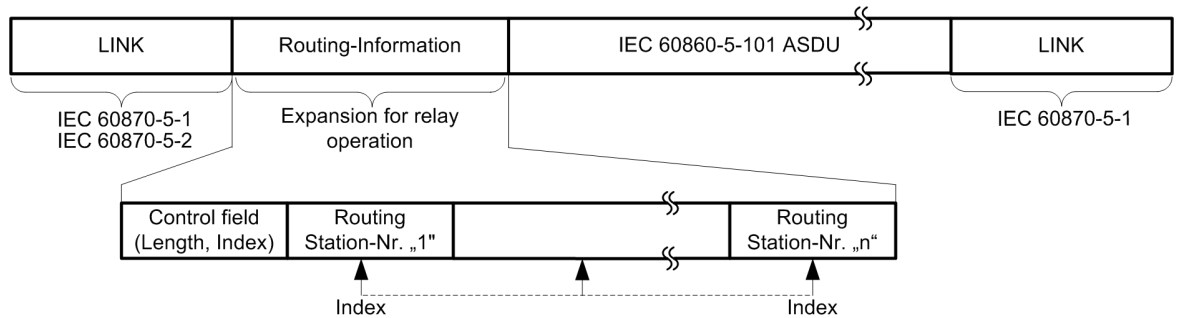 LINK
Routing-Information
IEC 60860-5-101 ASDU
LINK
IEC 60870-5-1
IEC 60870-5-2
Expansion for relay
operation
IEC 60870-5-1
Control field
(Length, Index)
Routing
Station-Nr. „1"
Routing
Station-Nr. „n“
Index
Index